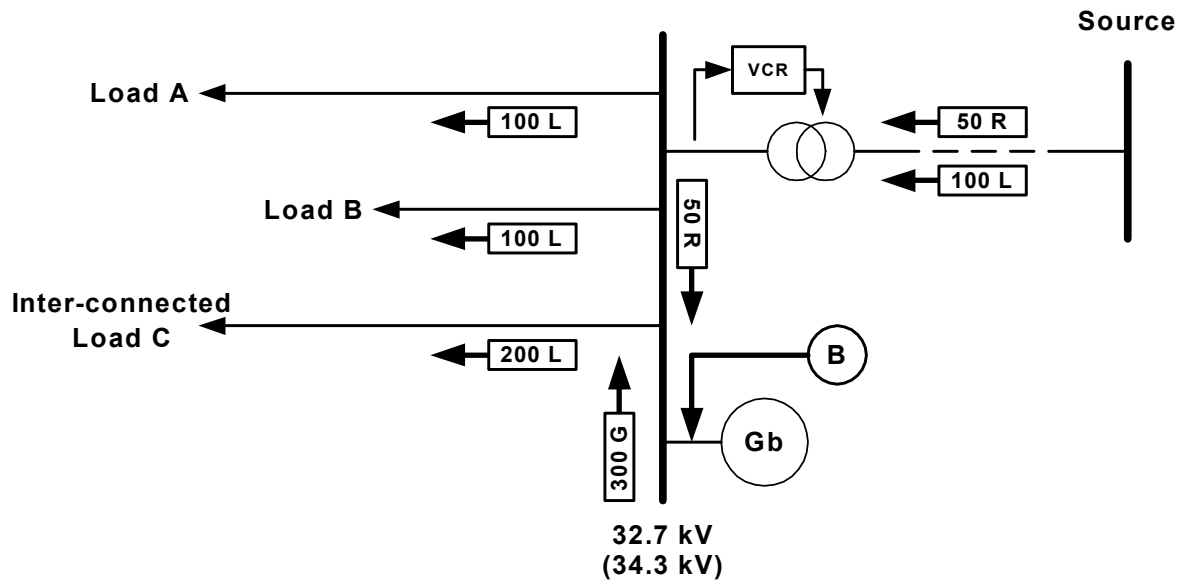 Source
VCR
Load A
100 L
50 R
100 L
Load B
100 L
50 R
Inter-connected
Load C
200 L
B
300 G
Gb
32.7 kV
(34.3 kV)